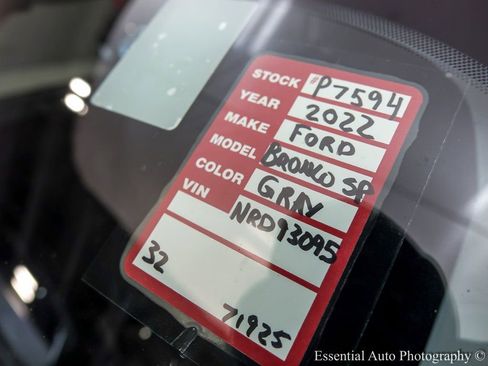 STOCK #P7594
YEAR 2022
MAKE FORD
MODEL BRONCO SP
COLOR GRAY
VIN NRD93095
32
71925
Essential Auto Photography ©